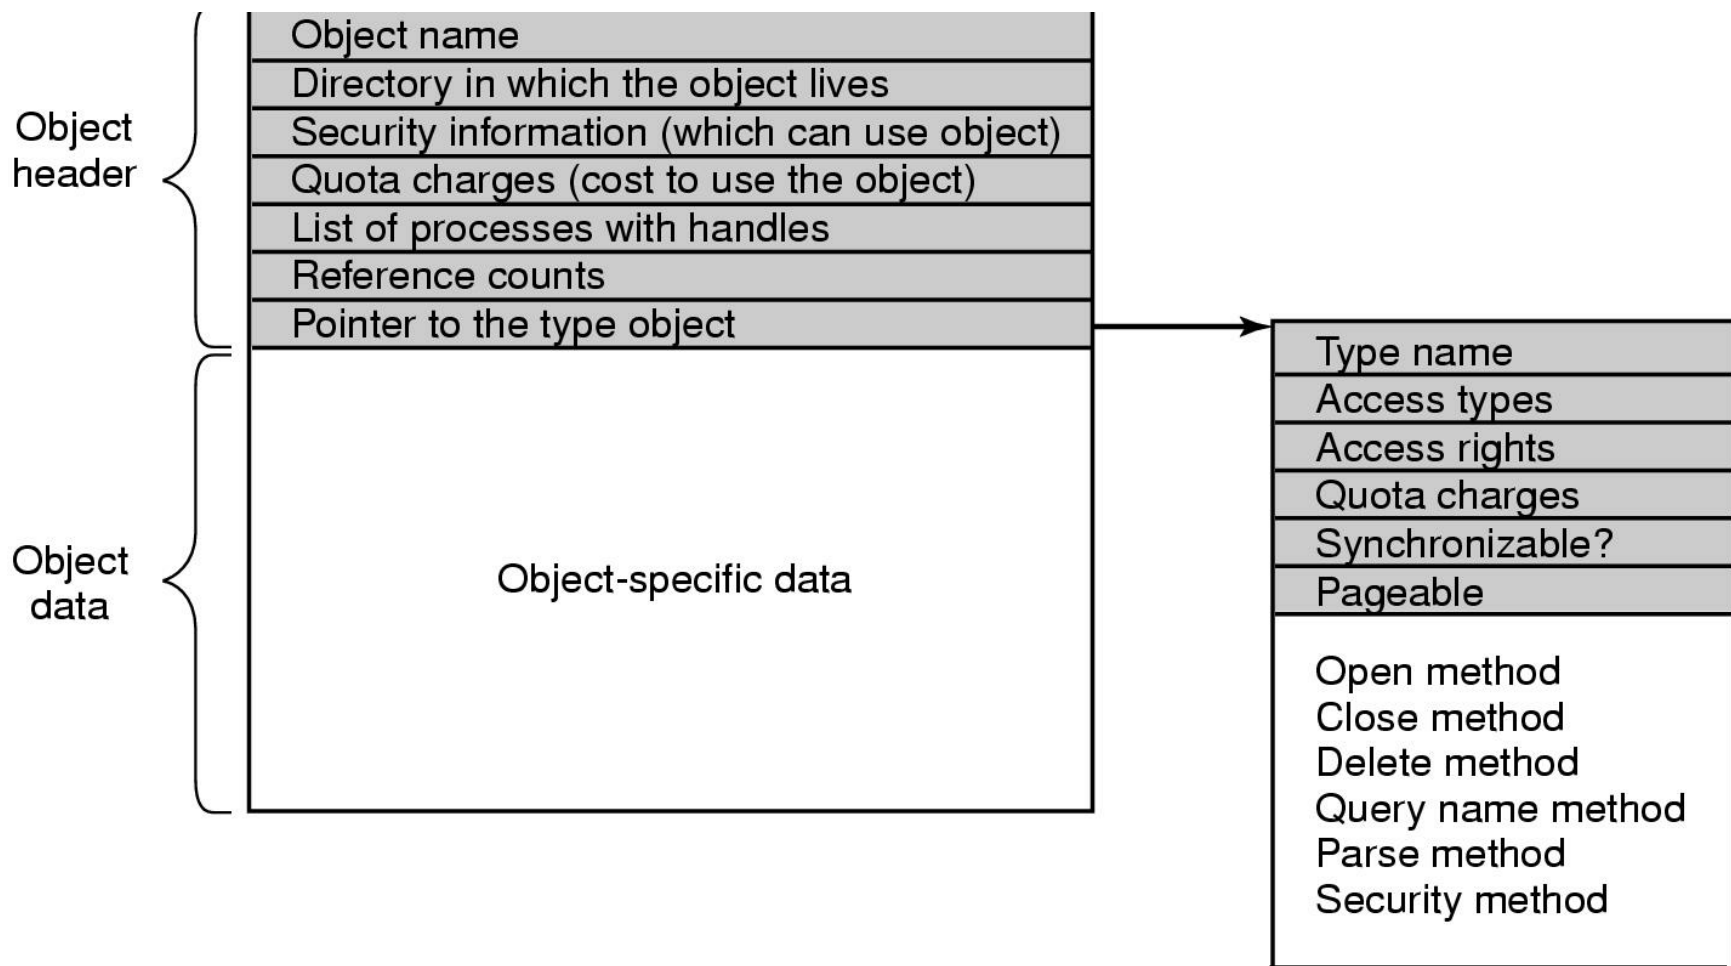 Object name
Directory in which the object lives
Security information (which can use object)
Quota charges (cost to use the object)
List of processes with handles
Reference counts
Pointer to the type object
Object
header
Object-specific data
Object
data
Type name
Access types
Access rights
Quota charges
Synchronizable?
Pageable
Open method
Close method
Delete method
Query name method
Parse method
Security method